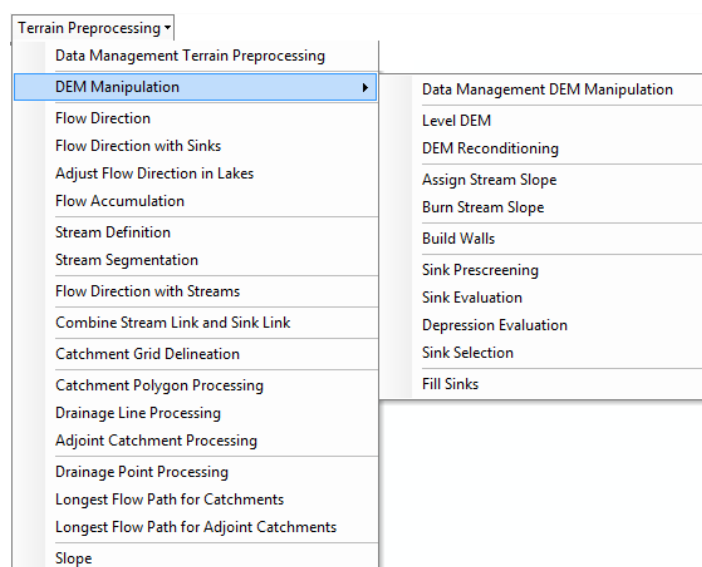 Terrain Preprocessing
Data Management Terrain Preprocessing
DEM Manipulation
Flow Direction
Flow Direction with Sinks
Adjust Flow Direction in Lakes
Flow Accumulation
Stream Definition
Stream Segmentation
Flow Direction with Streams
Combine Stream Link and Sink Link
Catchment Grid Delineation
Catchment Polygon Processing
Drainage Line Processing
Adjoint Catchment Processing
Drainage Point Processing
Longest Flow Path for Catchments
Longest Flow Path for Adjoint Catchments
Slope
Data Management DEM Manipulation
Level DEM
DEM Reconditioning
Assign Stream Slope
Burn Stream Slope
Build Walls
Sink Prescreening
Sink Evaluation
Depression Evaluation
Sink Selection
Fill Sinks